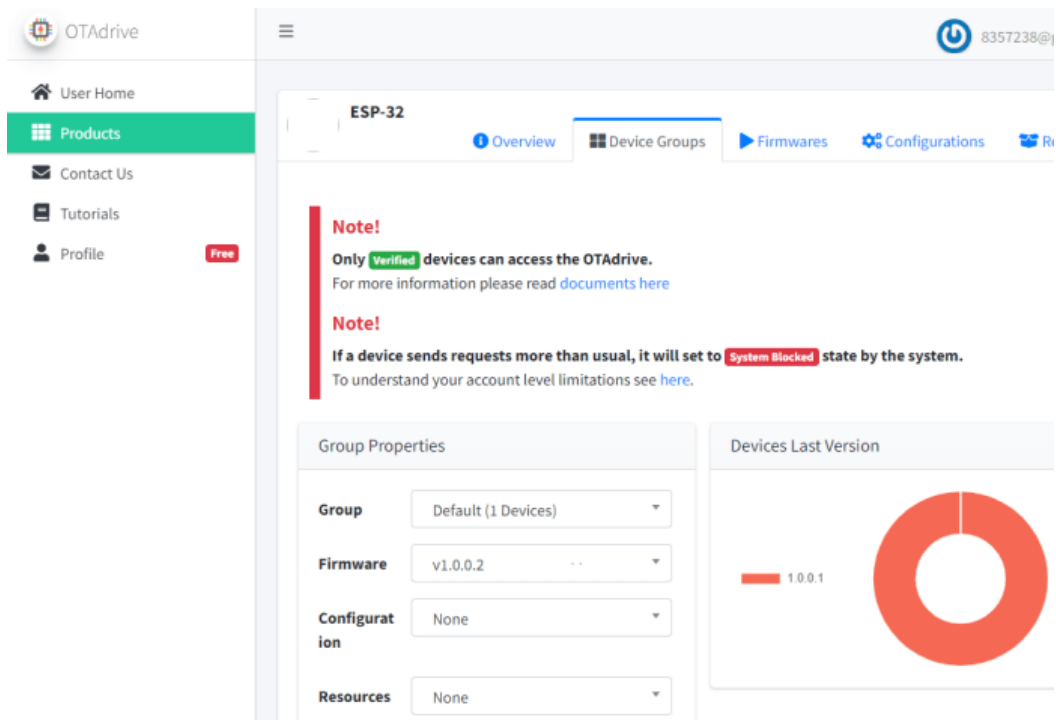 OTAdrive
8357238@
User Home
Products
Contact Us
Tutorials
Profile Free
ESP-32
Overview Device Groups Firmwares Configurations
Note!
Only Verified devices can access the OTAdrive.
For more information please read documents here
Note!
If a device sends requests more than usual, it will set to System Blocked state by the system.
To understand your account level limitations see here.
Group Properties
Group Default (1 Devices)
Firmware v1.0.0.2
Configurat
ion
None
Resources None
Devices Last Version
1.0.0.1